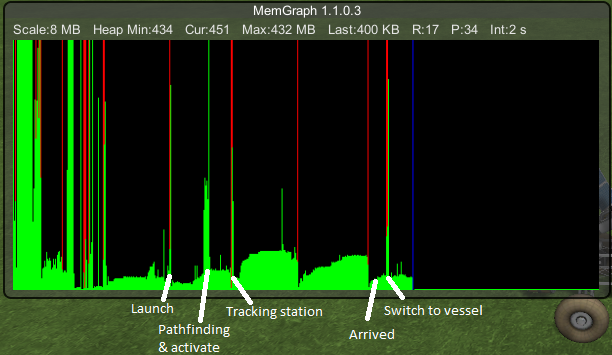 MemGraph 1.1.0.3
Scale:8 MB Heap Min:434 Cur:451 Max:432 MB Last:400 KB R:17 P:34 Int:2 s
Launch
Pathfinding
& activate
Tracking station
Arrived
Switch to vessel